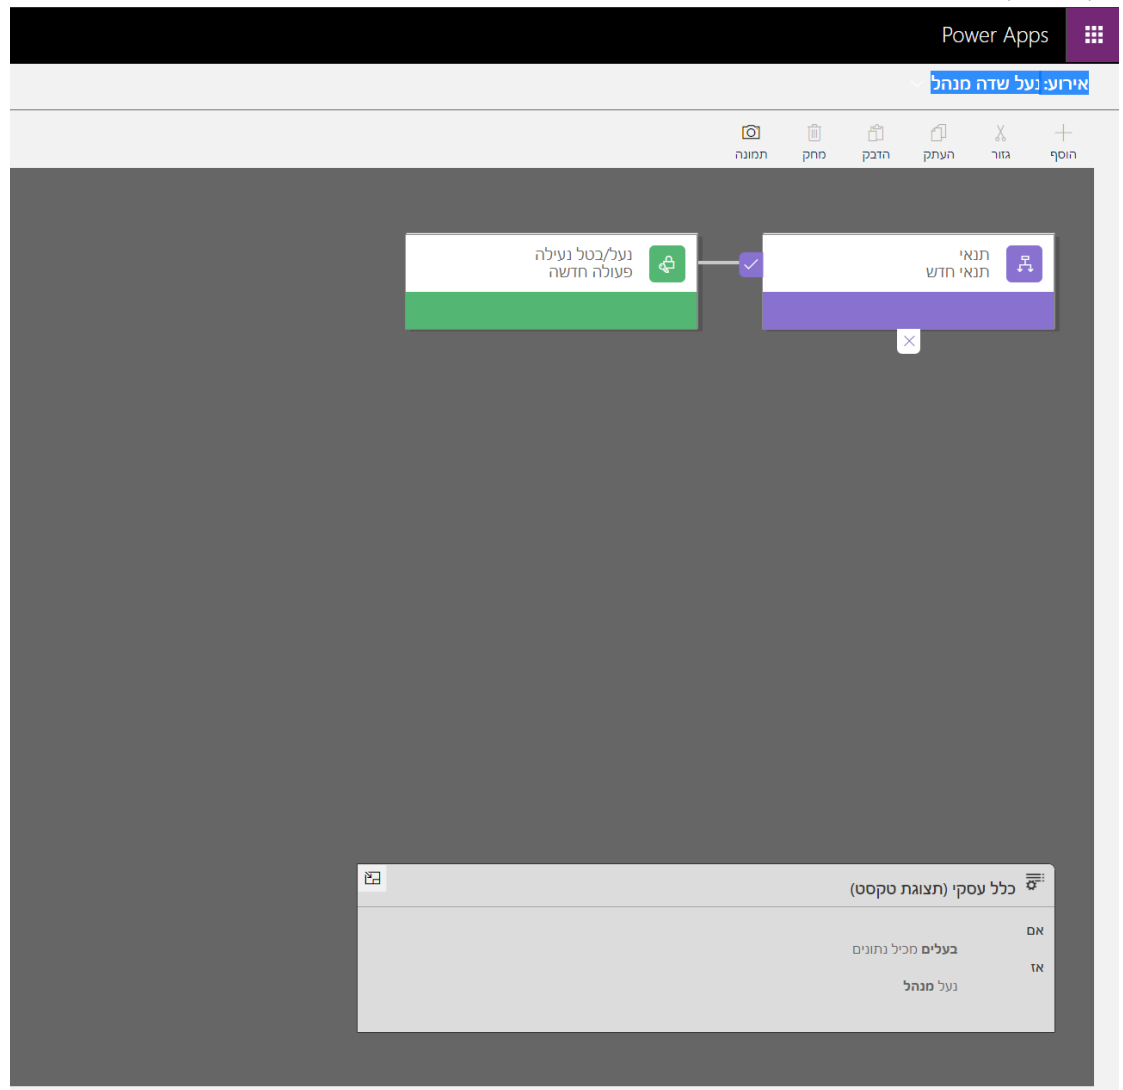 Power Apps
אירוע: נעל שדה מנהל
הוסף
גזור
העתק
הדבק
מחק
תמונה
תנאי
תנאי חדש
נעל/בטל נעילה
פעולה חדשה
כלל עסקי (תצוגת טקסט)
אם
בעלים מכיל נתונים
אז
נעל מנהל